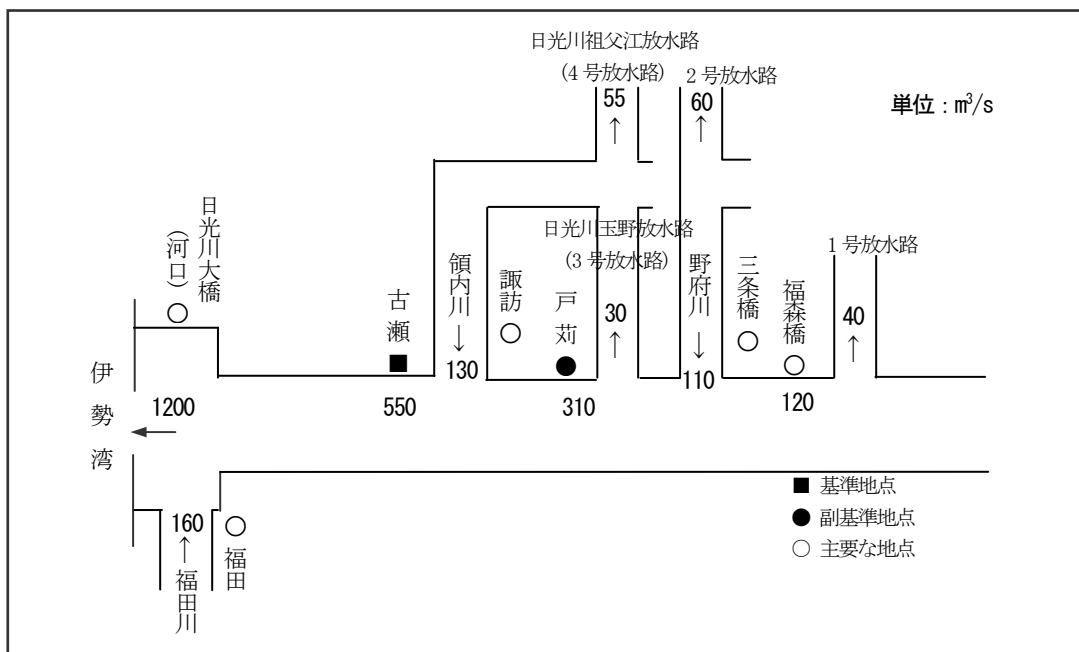 日光川祖父江放水路
(4号放水路)
2号放水路
単位：m³/s
55
↑
60
↑
日光川大橋
（河口）
○
古瀬
■
領内川
↓
130
諏訪
○
戸苅
●
日光川玉野放水路
(3号放水路)
30
↑
野府川
↓
110
三条橋
○
福森橋
○
1号放水路
40
↑
伊勢湾
1200
←
550
310
120
160
↑
福田川
○
福田
■ 基準地点
● 副基準地点
○ 主要な地点